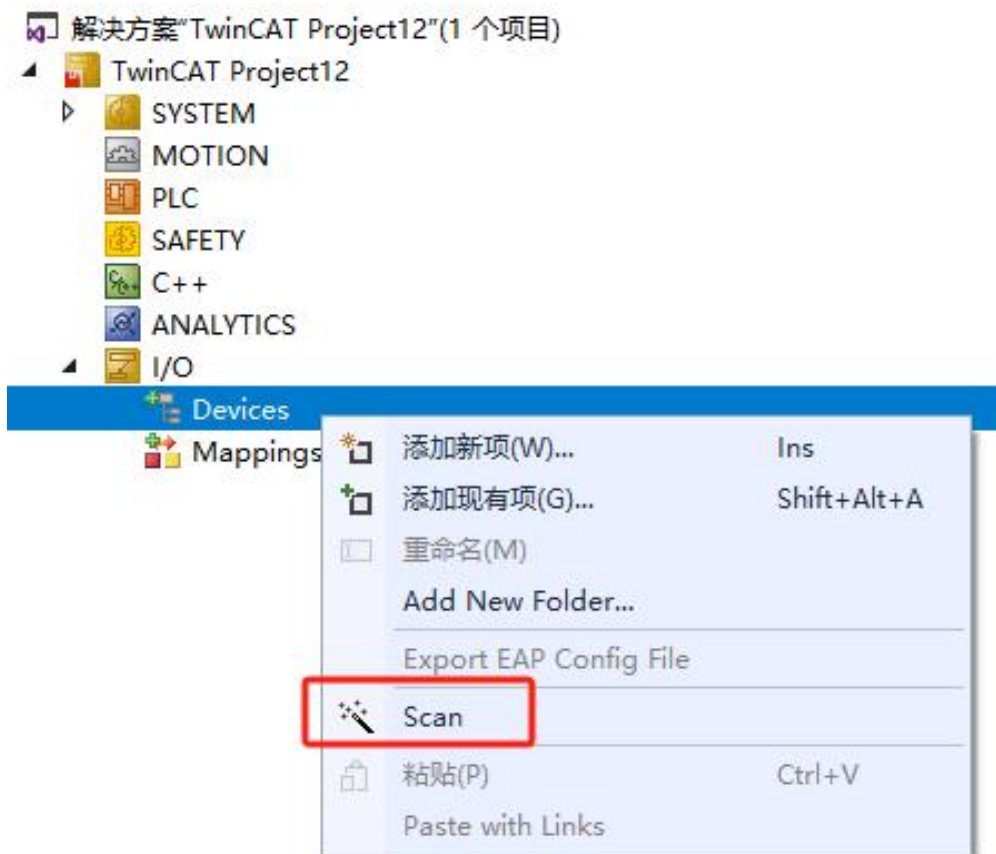 解决方案"TwinCAT Project12"(1 个项目)
TwinCAT Project12
SYSTEM
MOTION
PLC
SAFETY
C++
ANALYTICS
I/O
Devices
Mappings
添加新项(W)... Ins
添加现有项(G)... Shift+Alt+A
重命名(M)
Add New Folder...
Export EAP Config File
Scan
粘贴(P) Ctrl+V
Paste with Links